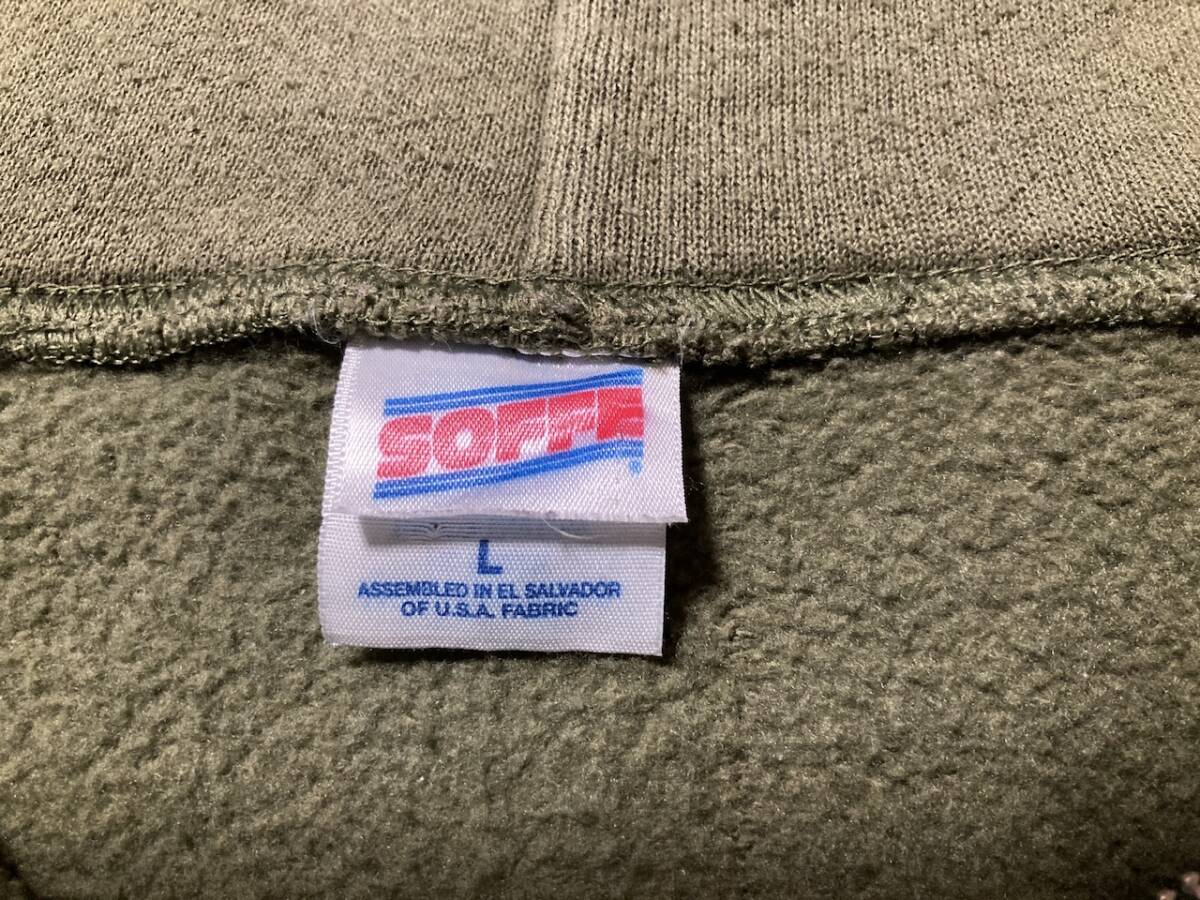 SOFFE
®
L
ASSEMBLED IN EL SALVADOR
OF U.S.A. FABRIC